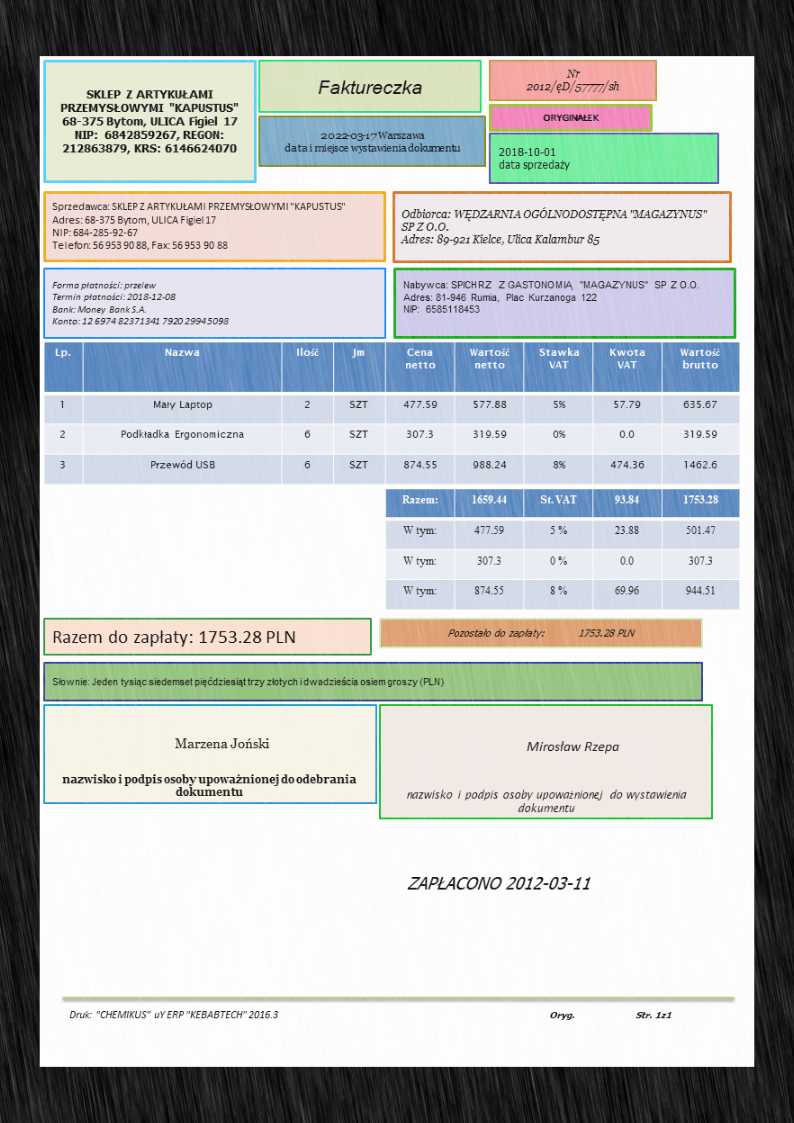 SKLEP Z ARTYKUŁAMI
PRZEMYSŁOWYMI "KAPUSTUS"
68-375 Bytom, ULICA Figiel 17
NIP: 6842859267, REGON:
212863879, KRS: 6146624070
Faktureczka
2022-03-17 Warszawa
data i miejsce wystawienia dokumentu
Nr
2012/ęD/57777/sh
ORYGINAŁEK
2018-10-01
data sprzedaży
Sprzedawca: SKLEP Z ARTYKUŁAMI PRZEMYSŁOWYMI "KAPUSTUS"
Adres: 68-375 Bytom, ULICA Figiel 17
NIP: 684-285-92-67
Telefon: 56 953 90 88, Fax: 56 953 90 88
Odbiorca: WĘDZARNIA OGÓLNODOSTĘPNA "MAGAZYNUS"
SP Z O.O.
Adres: 89-921 Kielce, Ulica Kalambur 85
Forma płatności: przelew
Termin płatności: 2018-12-08
Bank: Money Bank S.A.
Konto: 12 6974 8237 1341 7920 2994 5098
Nabywca: SPICHRZ Z GASTONOMIĄ "MAGAZYNUS" SP Z O.O.
Adres: 81-946 Rumia, Plac Kurzanoga 122
NIP: 6585118453
Lp. Nazwa Ilość Jm Cena netto Wartość netto Stawka VAT Kwota VAT Wartość brutto
1 Mały Laptop 2 SZT 477.59 577.88 5% 57.79 635.67
2 Podkładka Ergonomiczna 6 SZT 307.3 319.59 0% 0.0 319.59
3 Przewód USB 6 SZT 874.55 988.24 8% 474.36 1462.6
Razem: 1659.44 St. VAT 93.84 1753.28
W tym: 477.59 5 % 23.88 501.47
W tym: 307.3 0 % 0.0 307.3
W tym: 874.55 8 % 69.96 944.51
Razem do zapłaty: 1753.28 PLN
Pozostało do zapłaty: 1753.28 PLN
Słownie: Jeden tysiąc siedemset pięćdziesiąt trzy złotych i dwadzieścia osiem groszy (PLN)
Marzena Joński
nazwisko i podpis osoby upoważnionej do odebrania
dokumentu
Mirosław Rzepa
nazwisko i podpis osoby upoważnionej do wystawienia
dokumentu
ZAPŁACONO 2012-03-11
Druk: "CHEMIKUS" uY ERP "KEBABTECH" 2016.3 Oryg. Str. 1z1